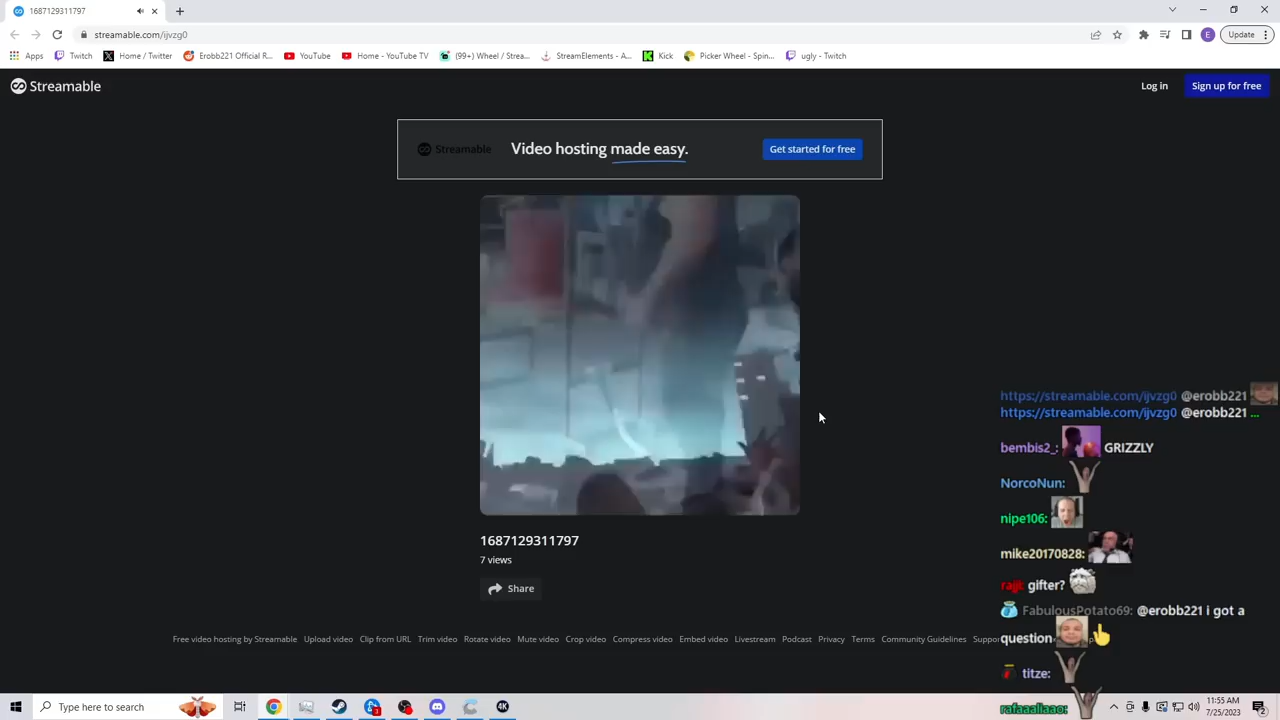 1687129311797
streamable.com/ijvzg0
Update
Apps
Twitch
Home / Twitter
Erobb221 Official R...
YouTube
Home - YouTube TV
(99+) Wheel / Strea...
StreamElements - A...
Kick
Picker Wheel - Spin...
ugly - Twitch
Streamable
Log in
Sign up for free
Streamable
Video hosting made easy.
Get started for free
1687129311797
7 views
Share
Free video hosting by Streamable
Upload video
Clip from URL
Trim video
Rotate video
Mute video
Crop video
Compress video
Embed video
Livestream
Podcast
Privacy
Terms
Community Guidelines
https://streamable.com/ijvzg0 @erobb221
https://streamable.com/ijvzg0 @erobb221 ...
bembis2_: GRIZZLY
NorcoNun:
nipe106:
mike20170828:
rajji: gifter?
FabulousPotato69: @erobb221 i got a
question
titze:
rafaaallaao:
Type here to search
11:55 AM
7/25/2023